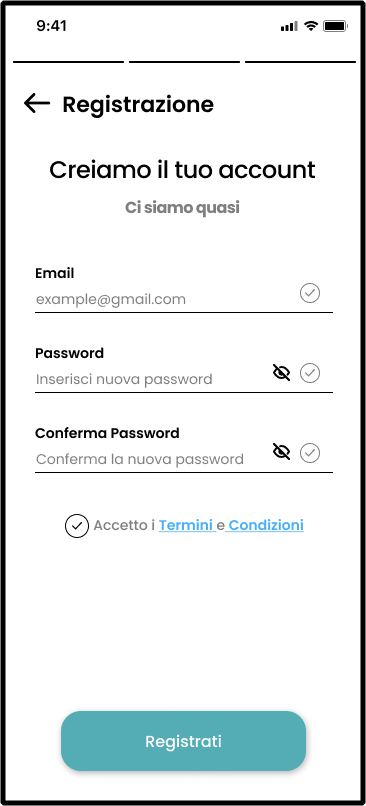 9:41
Registrazione
Creiamo il tuo account
Ci siamo quasi
Email
example@gmail.com
Password
Inserisci nuova password
Conferma Password
Conferma la nuova password
Accetto i Termini e Condizioni
Registrati